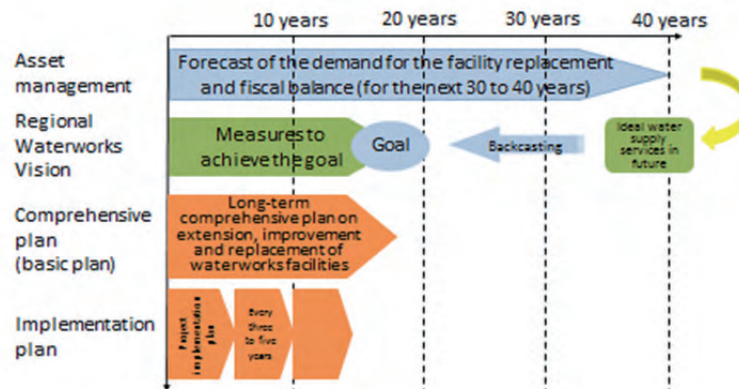 10 years
20 years
30 years
40 years
Asset
management
Forecast of the demand for the facility replacement
and fiscal balance (for the next 30 to 40 years)
Regional
Waterworks
Vision
Measures to
achieve the goal
Goal
Backcasting
Ideal water
supply
services in
future
Comprehensive
plan
(basic plan)
Long-term
comprehensive plan on
extension, improvement
and replacement of
waterworks facilities
Implementation
plan
Project
implementation
plan
Every
three
to five
years